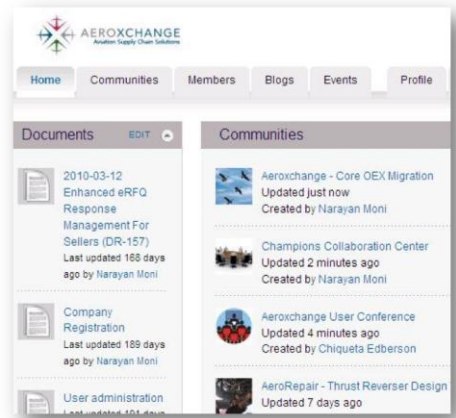 AEROXCHANGE
Aviation Supply Chain Solutions
Home Communities Members Blogs Events Profile
Documents EDIT
2010-03-12
Enhanced eRFQ
Response
Management For
Sellers (DR-157)
Last updated 168 days
ago by Narayan Moni
Company
Registration
Last updated 189 days
ago by Narayan Moni
User administration
Last updated 191 days
Communities
Aeroxchange - Core OEX Migration
Updated just now
Created by Narayan Moni
Champions Collaboration Center
Updated 2 minutes ago
Created by Narayan Moni
Aeroxchange User Conference
Updated 4 minutes ago
Created by Chiqueta Edberson
AeroRepair - Thrust Reverser Design
Updated 7 days ago